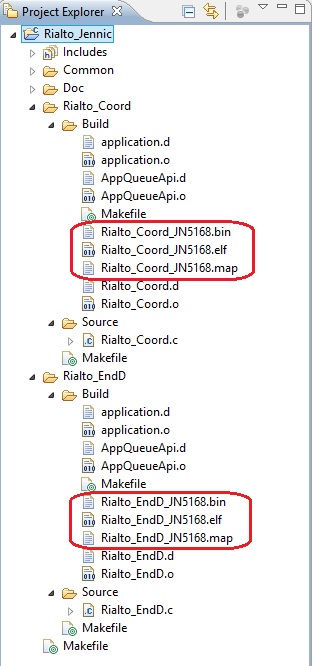 Project Explorer
Rialto_Jennic
Includes
Common
Doc
Rialto_Coord
Build
application.d
application.o
AppQueueApi.d
AppQueueApi.o
Makefile
Rialto_Coord_JN5168.bin
Rialto_Coord_JN5168.elf
Rialto_Coord_JN5168.map
Rialto_Coord.d
Rialto_Coord.o
Source
Rialto_Coord.c
Makefile
Rialto_EndD
Build
application.d
application.o
AppQueueApi.d
AppQueueApi.o
Makefile
Rialto_EndD_JN5168.bin
Rialto_EndD_JN5168.elf
Rialto_EndD_JN5168.map
Rialto_EndD.d
Rialto_EndD.o
Source
Rialto_EndD.c
Makefile
Makefile